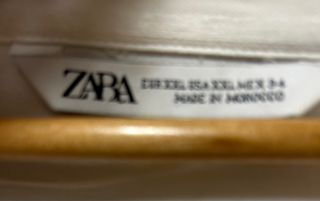 ZARA
EUR XXL USA XXL MEX
MADE IN MOROCCO